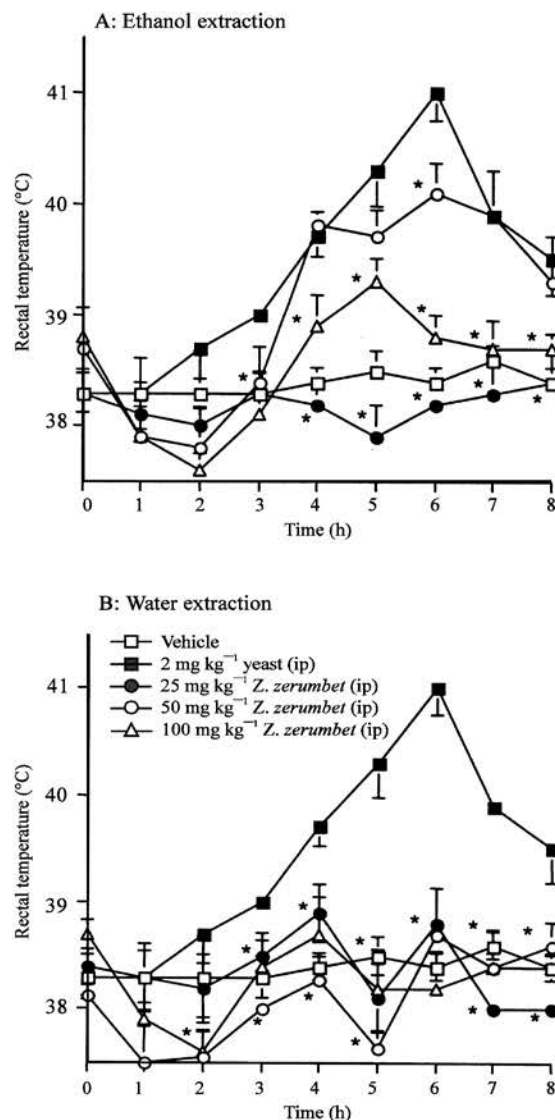 A: Ethanol extraction
41
40
39
38
Rectal temperature (°C)
0 1 2 3 4 5 6 7 8
Time (h)
* * * * * * * * * * * * *
B: Water extraction
Vehicle
2 mg kg⁻¹ yeast (ip)
25 mg kg⁻¹ Z. zerumbet (ip)
50 mg kg⁻¹ Z. zerumbet (ip)
100 mg kg⁻¹ Z. zerumbet (ip)
41
40
39
38
Rectal temperature (°C)
0 1 2 3 4 5 6 7 8
Time (h)
* * * * * * * * * * * *